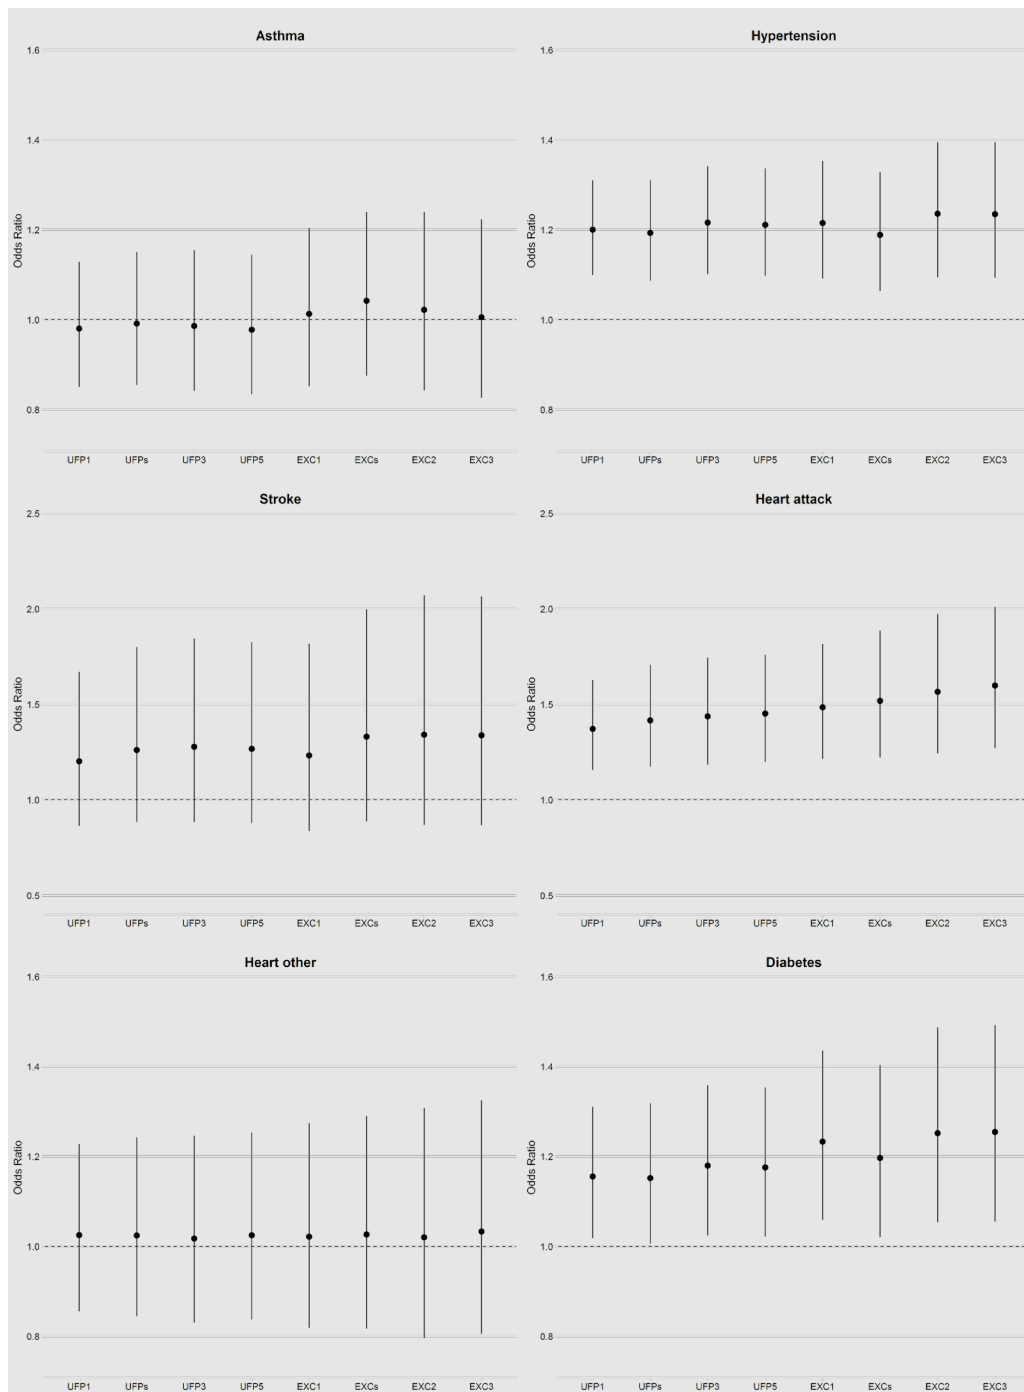 Asthma
Odds Ratio
1.6
1.4
1.2
1.0
0.8
UFP1 UFPs UFP3 UFP5 EXC1 EXCs EXC2 EXC3
Hypertension
Odds Ratio
1.6
1.4
1.2
1.0
0.8
UFP1 UFPs UFP3 UFP5 EXC1 EXCs EXC2 EXC3
Stroke
Odds Ratio
2.5
2.0
1.5
1.0
0.5
UFP1 UFPs UFP3 UFP5 EXC1 EXCs EXC2 EXC3
Heart attack
Odds Ratio
2.5
2.0
1.5
1.0
0.5
UFP1 UFPs UFP3 UFP5 EXC1 EXCs EXC2 EXC3
Heart other
Odds Ratio
1.6
1.4
1.2
1.0
0.8
UFP1 UFPs UFP3 UFP5 EXC1 EXCs EXC2 EXC3
Diabetes
Odds Ratio
1.6
1.4
1.2
1.0
0.8
UFP1 UFPs UFP3 UFP5 EXC1 EXCs EXC2 EXC3